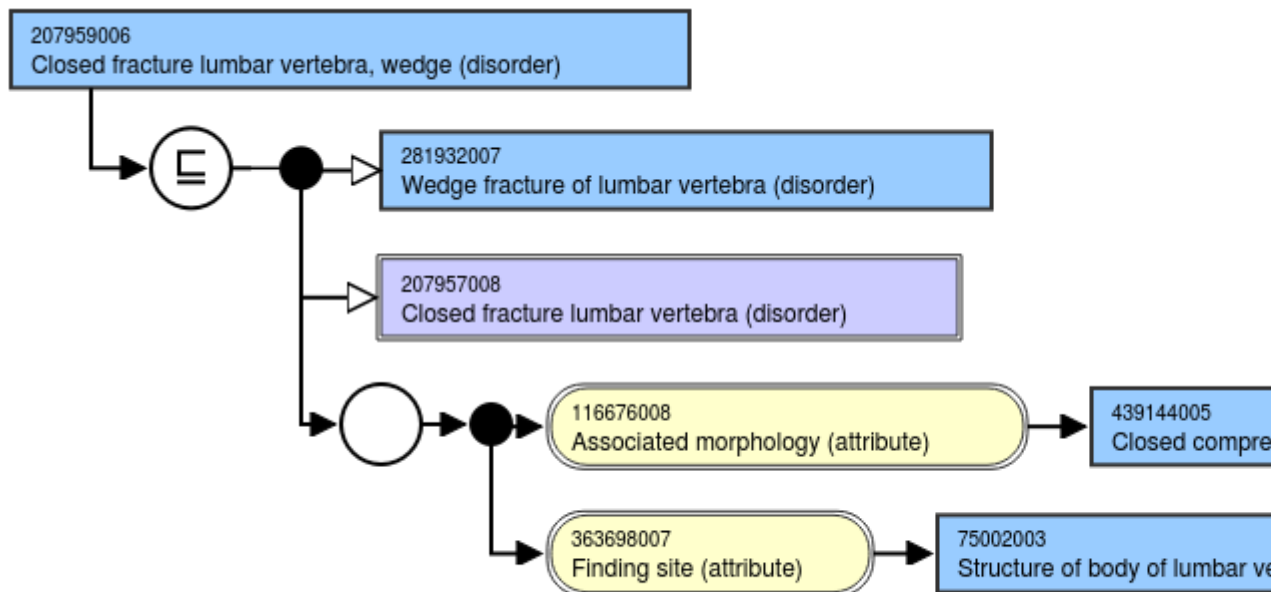 207959006
Closed fracture lumbar vertebra, wedge (disorder)
⊑
281932007
Wedge fracture of lumbar vertebra (disorder)
207957008
Closed fracture lumbar vertebra (disorder)
116676008
Associated morphology (attribute)
439144005
Closed compre
363698007
Finding site (attribute)
75002003
Structure of body of lumbar ve